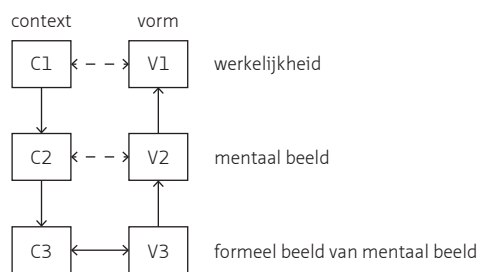 context vorm
C1 V1 werkelijkheid
C2 V2 mentaal beeld
C3 V3 formeel beeld van mentaal beeld